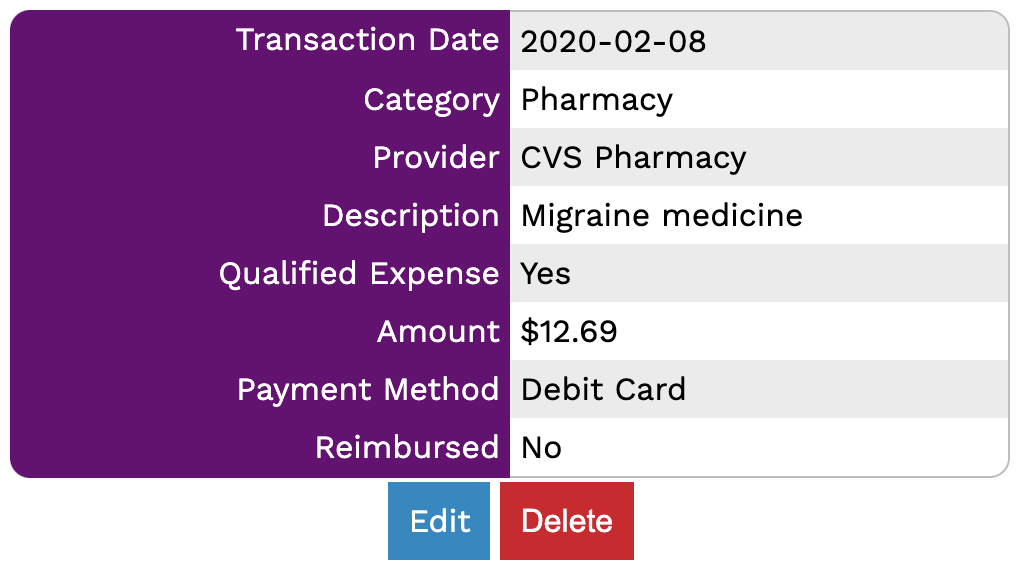 Transaction Date 2020-02-08
Category Pharmacy
Provider CVS Pharmacy
Description Migraine medicine
Qualified Expense Yes
Amount $12.69
Payment Method Debit Card
Reimbursed No
Edit Delete